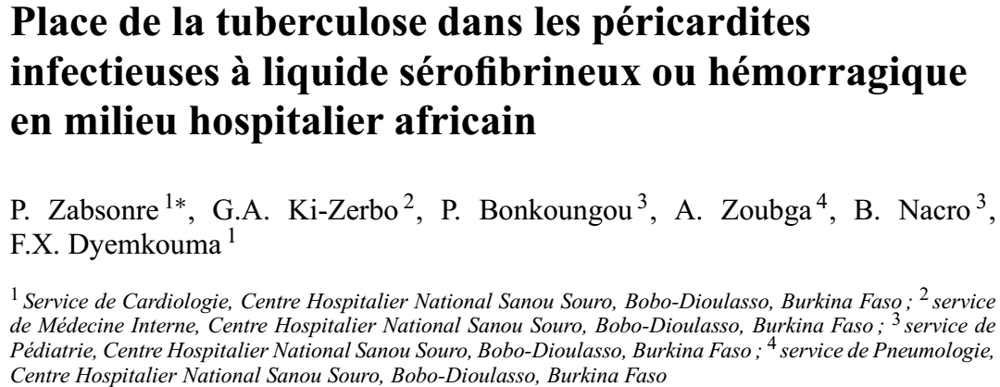 Place de la tuberculose dans les péricardites
infectieuses à liquide sérofibrineux ou hémorragique
en milieu hospitalier africain
P. Zabsonre 1*, G.A. Ki-Zerbo 2, P. Bonkoungou 3, A. Zoubga 4, B. Nacro 3,
F.X. Dyemkouma 1
1 Service de Cardiologie, Centre Hospitalier National Sanou Souro, Bobo-Dioulasso, Burkina Faso ; 2 service
de Médecine Interne, Centre Hospitalier National Sanou Souro, Bobo-Dioulasso, Burkina Faso ; 3 service de
Pédiatrie, Centre Hospitalier National Sanou Souro, Bobo-Dioulasso, Burkina Faso ; 4 service de Pneumologie,
Centre Hospitalier National Sanou Souro, Bobo-Dioulasso, Burkina Faso